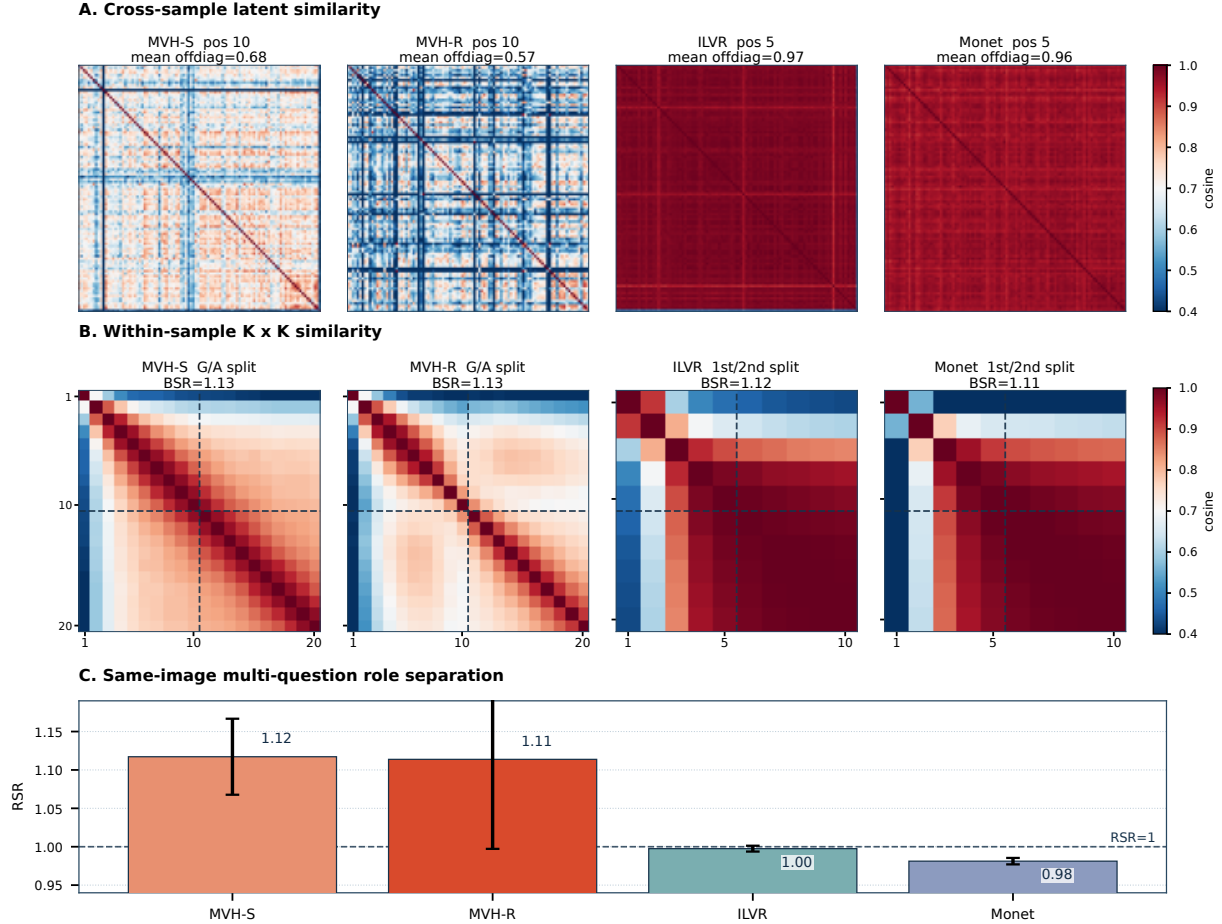 A. Cross-sample latent similarity
MVH-S pos 10
mean offdiag=0.68
MVH-R pos 10
mean offdiag=0.57
ILVR pos 5
mean offdiag=0.97
Monet pos 5
mean offdiag=0.96
1.0
0.9
0.8
0.7
0.6
0.5
0.4
cosine
B. Within-sample K x K similarity
MVH-S G/A split
BSR=1.13
MVH-R G/A split
BSR=1.13
ILVR 1st/2nd split
BSR=1.12
Monet 1st/2nd split
BSR=1.11
1
10
20
1 10 20
1 10 20
1 5 10
1 5 10
1.0
0.9
0.8
0.7
0.6
0.5
0.4
cosine
C. Same-image multi-question role separation
RSR
1.15
1.10
1.05
1.00
0.95
1.12
1.11
1.00
0.98
RSR=1
MVH-S MVH-R ILVR Monet